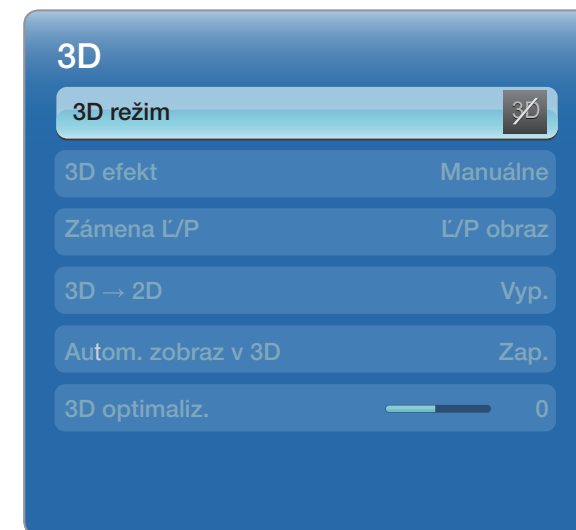 3D
3D režim 3D
3D efekt Manuálne
Zámena Ľ/P Ľ/P obraz
3D → 2D Vyp.
Autom. zobraz v 3D Zap.
3D optimaliz. 0